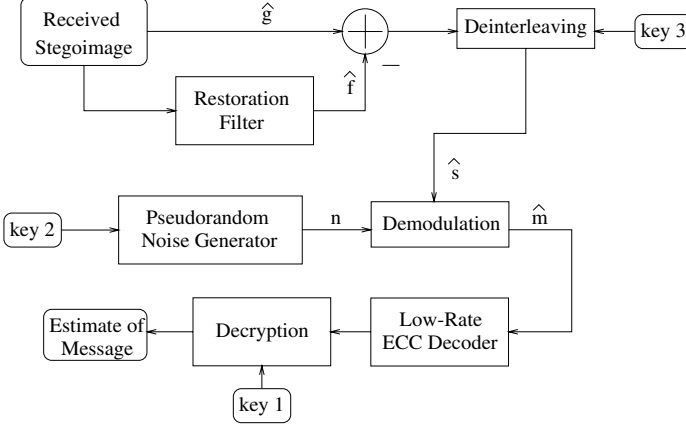 Received
Stegoimage
ĝ
Deinterleaving
key 3
−
f̂
Restoration
Filter
ŝ
key 2
Pseudorandom
Noise Generator
n
Demodulation
m̂
Estimate of
Message
Decryption
Low-Rate
ECC Decoder
key 1